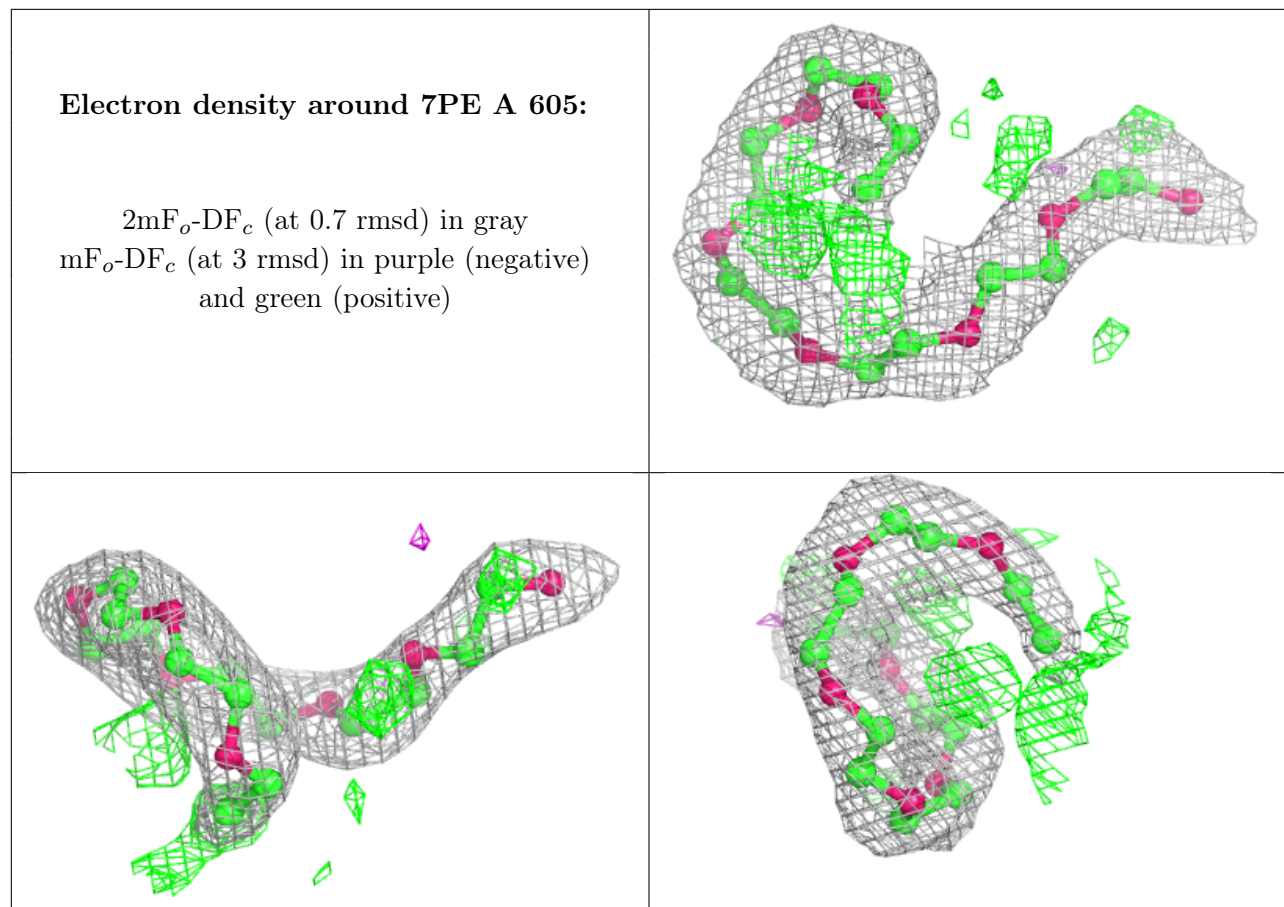 Electron density around 7PE A 605:
2mFₒ-DF𝒸 (at 0.7 rmsd) in gray
mFₒ-DF𝒸 (at 3 rmsd) in purple (negative)
and green (positive)